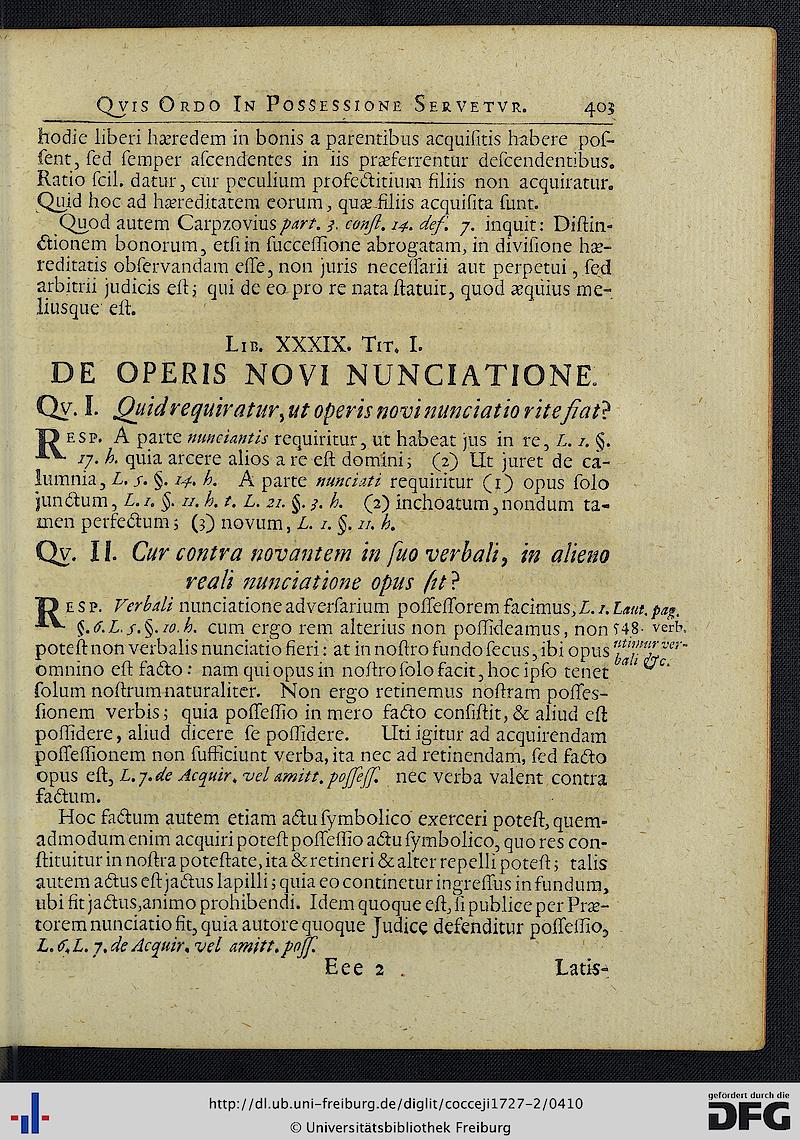 QVIS ORDO IN POSSESSIONE SERVETVR. 403
hodie liberi hæredem in bonis a parentibus acquiſitis habere poſ-
ſent, ſed ſemper aſcendentes in iis præferrentur deſcendentibus.
Ratio ſcil. datur, cur peculium profectitium filiis non acquiratur.
Quid hoc ad hæreditatem eorum, quæ filiis acquiſita ſunt.
Quod autem Carpzovius part. 3. conſt. 14. def. 7. inquit: Diſtin-
ctionem bonorum, etſi in ſucceſſione abrogatam, in diviſione hæ-
reditatis obſervandam eſſe, non juris neceſſarii aut perpetui, ſed
arbitrii judicis eſt; qui de eo pro re nata ſtatuit, quod æquius me-
liusque eſt.
LIB. XXXIX. TIT. I.
DE OPERIS NOVI NUNCIATIONE.
QV. I. Quid requiratur, ut operis novi nunciatio rite fiat?
RESP. A parte nunciantis requiritur, ut habeat jus in re, L. 1. §.
17. h. quia arcere alios a re eſt domini; (2) Ut juret de ca-
lumnia, L. 5. §. 14. h. A parte nunciati requiritur (1) opus ſolo
junctum, L. 1. §. 11. h. t. L. 21. §. 3. h. (2) inchoatum, nondum ta-
men perfectum; (3) novum, L. 1. §. 11. h.
QV. II. Cur contra novantem in ſuo verbali, in alieno
reali nunciatione opus ſit?
RESP. Verbali nunciatione adverſarium poſſeſſorem facimus, L. 1. Laut. pag.
§. 6. L. 5. §. 10. h. cum ergo rem alterius non poſſideamus, non 548. verb.
poteſt non verbalis nunciatio fieri: at in noſtro fundo ſecus, ibi opus utimur ver-
omnino eſt facto: nam qui opus in noſtro ſolo facit, hoc ipſo tenet bali &c.
ſolum noſtrum naturaliter. Non ergo retinemus noſtram poſſeſ-
ſionem verbis; quia poſſeſſio in mero facto conſiſtit, & aliud eſt
poſſidere, aliud dicere ſe poſſidere. Uti igitur ad acquirendam
poſſeſſionem non ſufficiunt verba, ita nec ad retinendam, ſed facto
opus eſt, L. 7. de Acquir. vel amitt. poſſeſſ. nec verba valent contra
factum.
Hoc factum autem etiam actu ſymbolico exerceri poteſt, quem-
admodum enim acquiri poteſt poſſeſſio actu ſymbolico, quo res con-
ſtituitur in noſtra poteſtate, ita & retineri & alter repelli poteſt; talis
autem actus eſt jactus lapilli; quia eo continetur ingreſſus in fundum,
ubi fit jactus, animo prohibendi. Idem quoque eſt, ſi publice per Præ-
torem nunciatio fit, quia autore quoque Judice defenditur poſſeſſio,
L. 6. L. 7. de Acquir. vel amitt. poſſ.
Eee 2 Latis-
http://dl.ub.uni-freiburg.de/diglit/cocceji1727-2/0410
© Universitätsbibliothek Freiburg
gefördert durch die
DFG